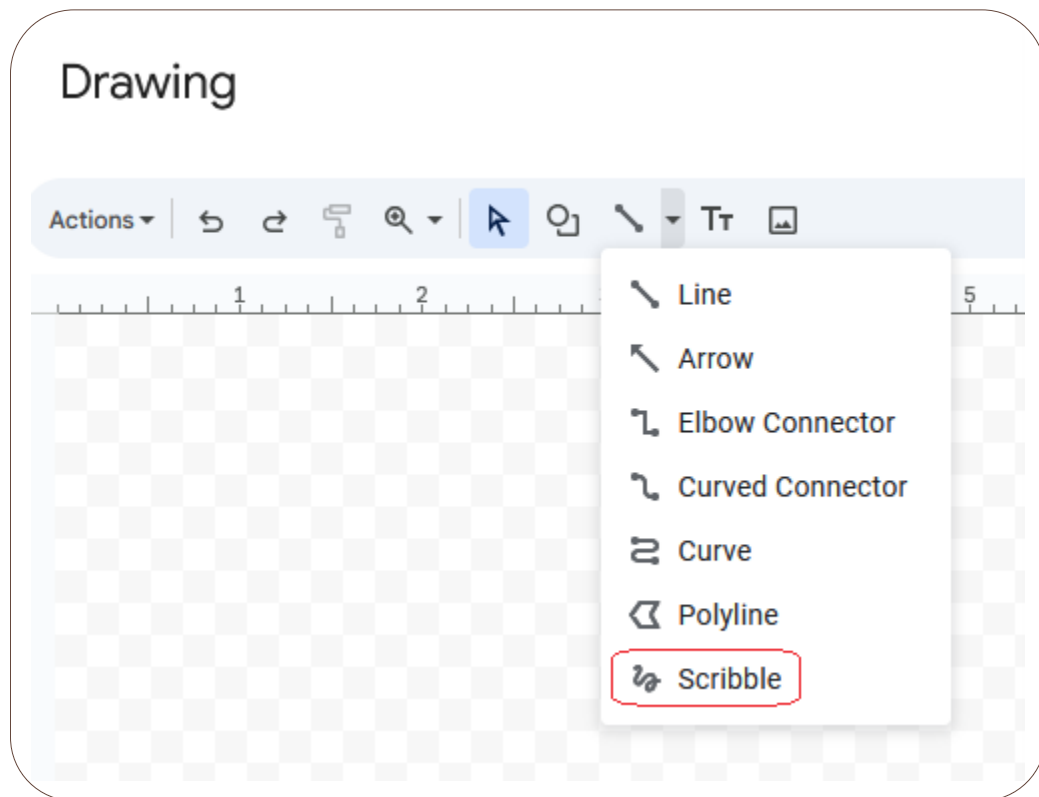 Drawing
Actions
1 2 5
Line
Arrow
Elbow Connector
Curved Connector
Curve
Polyline
Scribble